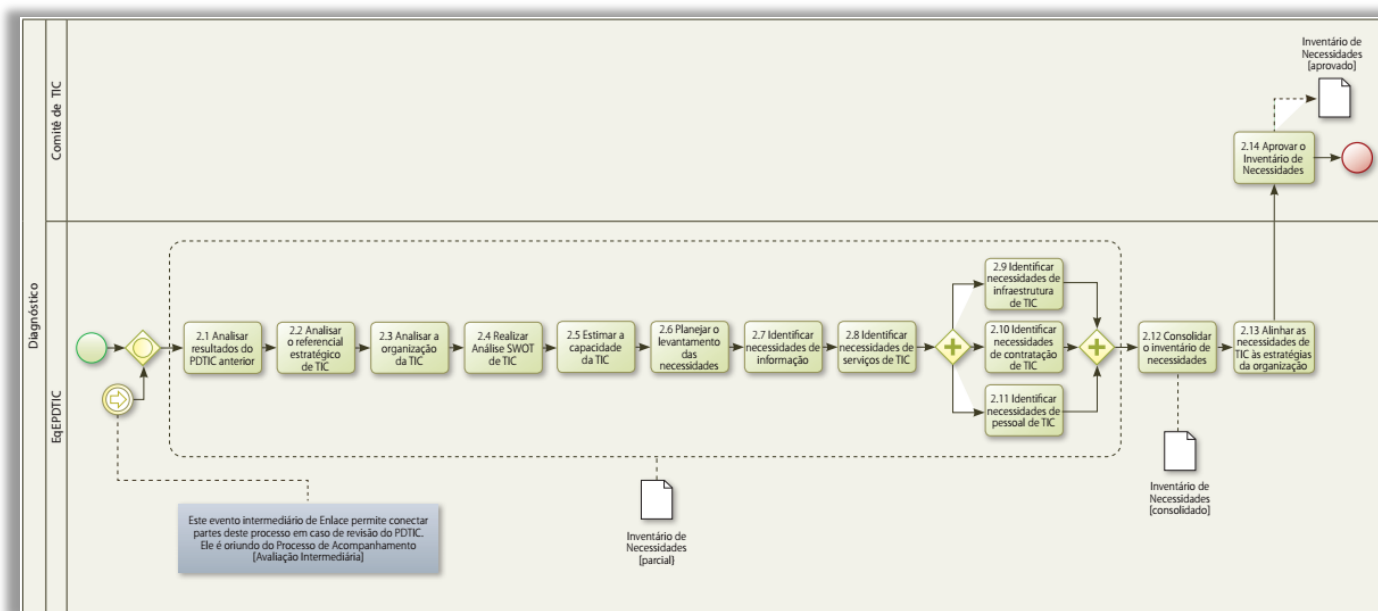 Diagnóstico
Comitê de TIC
Inventário de
Necessidades
[aprovado]
2.14 Aprovar o
Inventário de
Necessidades
EqEPDTIC
2.1 Analisar
resultados do
PDTIC anterior
2.2 Analisar
o referencial
estratégico
de TIC
2.3 Analisar a
organização
da TIC
2.4 Realizar
Análise SWOT
de TIC
2.5 Estimar a
capacidade
da TIC
2.6 Planejar o
levantamento
das
necessidades
2.7 Identificar
necessidades
de informação
2.8 Identificar
necessidades de
serviços de TIC
2.9 Identificar
necessidades de
infraestrutura
de TIC
2.10 Identificar
necessidades
de contratação
de TIC
2.11 Identificar
necessidades de
pessoal de TIC
2.12 Consolidar
o inventário de
necessidades
2.13 Alinhar as
necessidades de
TIC às estratégias
da organização
Este evento intermediário de Enlace permite conectar
partes deste processo em caso de revisão do PDTIC.
Ele é oriundo do Processo de Acompanhamento
[Avaliação Intermediária]
Inventário de
Necessidades
[parcial}
Inventário de
Necessidades
[consolidado]